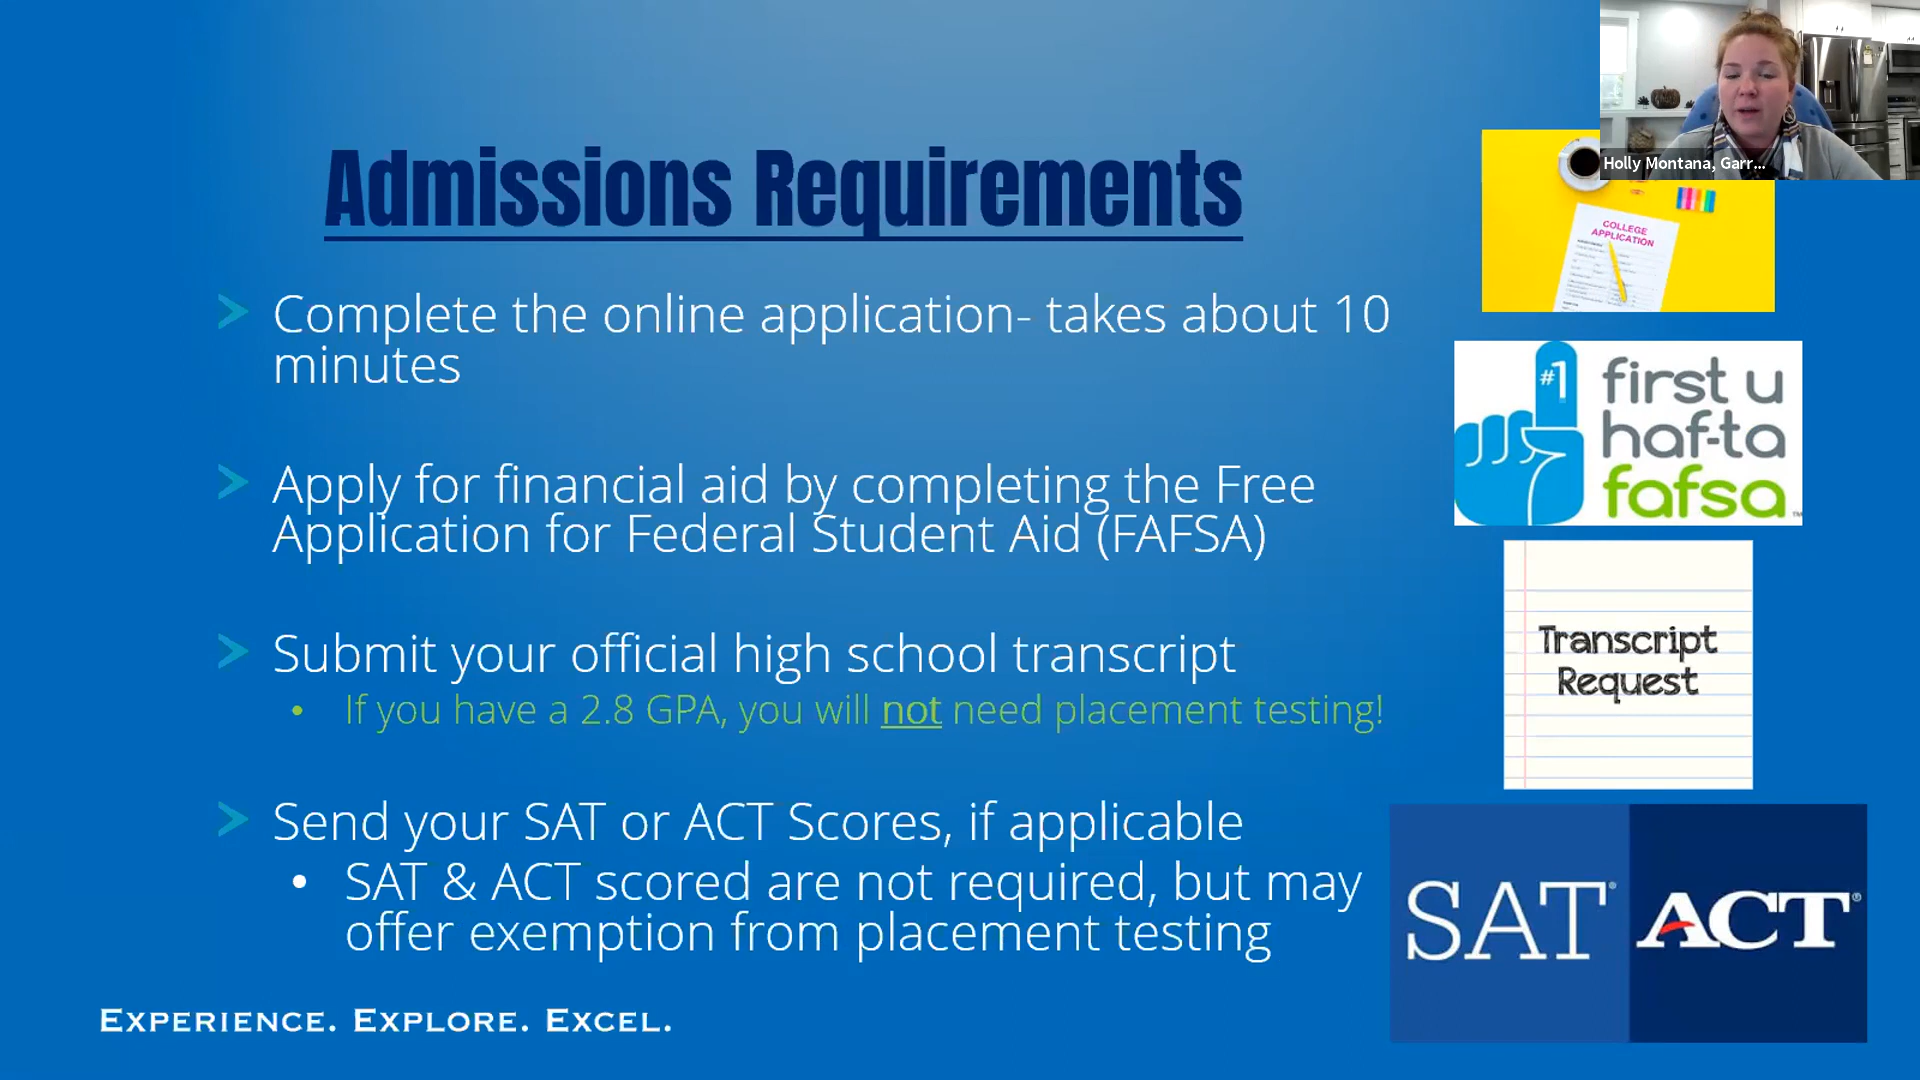 Admissions Requirements
Holly Montana, Garr...
COLLEGE
APPLICATION
> Complete the online application- takes about 10
minutes
#1
first u
haf-ta
fafsa
™
> Apply for financial aid by completing the Free
Application for Federal Student Aid (FAFSA)
> Submit your official high school transcript
• If you have a 2.8 GPA, you will not need placement testing!
Transcript
Request
> Send your SAT or ACT Scores, if applicable
• SAT & ACT scored are not required, but may
offer exemption from placement testing
SAT®
ACT®
EXPERIENCE. EXPLORE. EXCEL.